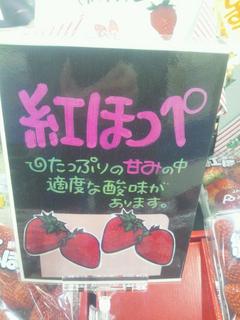 紅ほっぺ
たっぷりの甘みの中
適度な酸味が
あります。